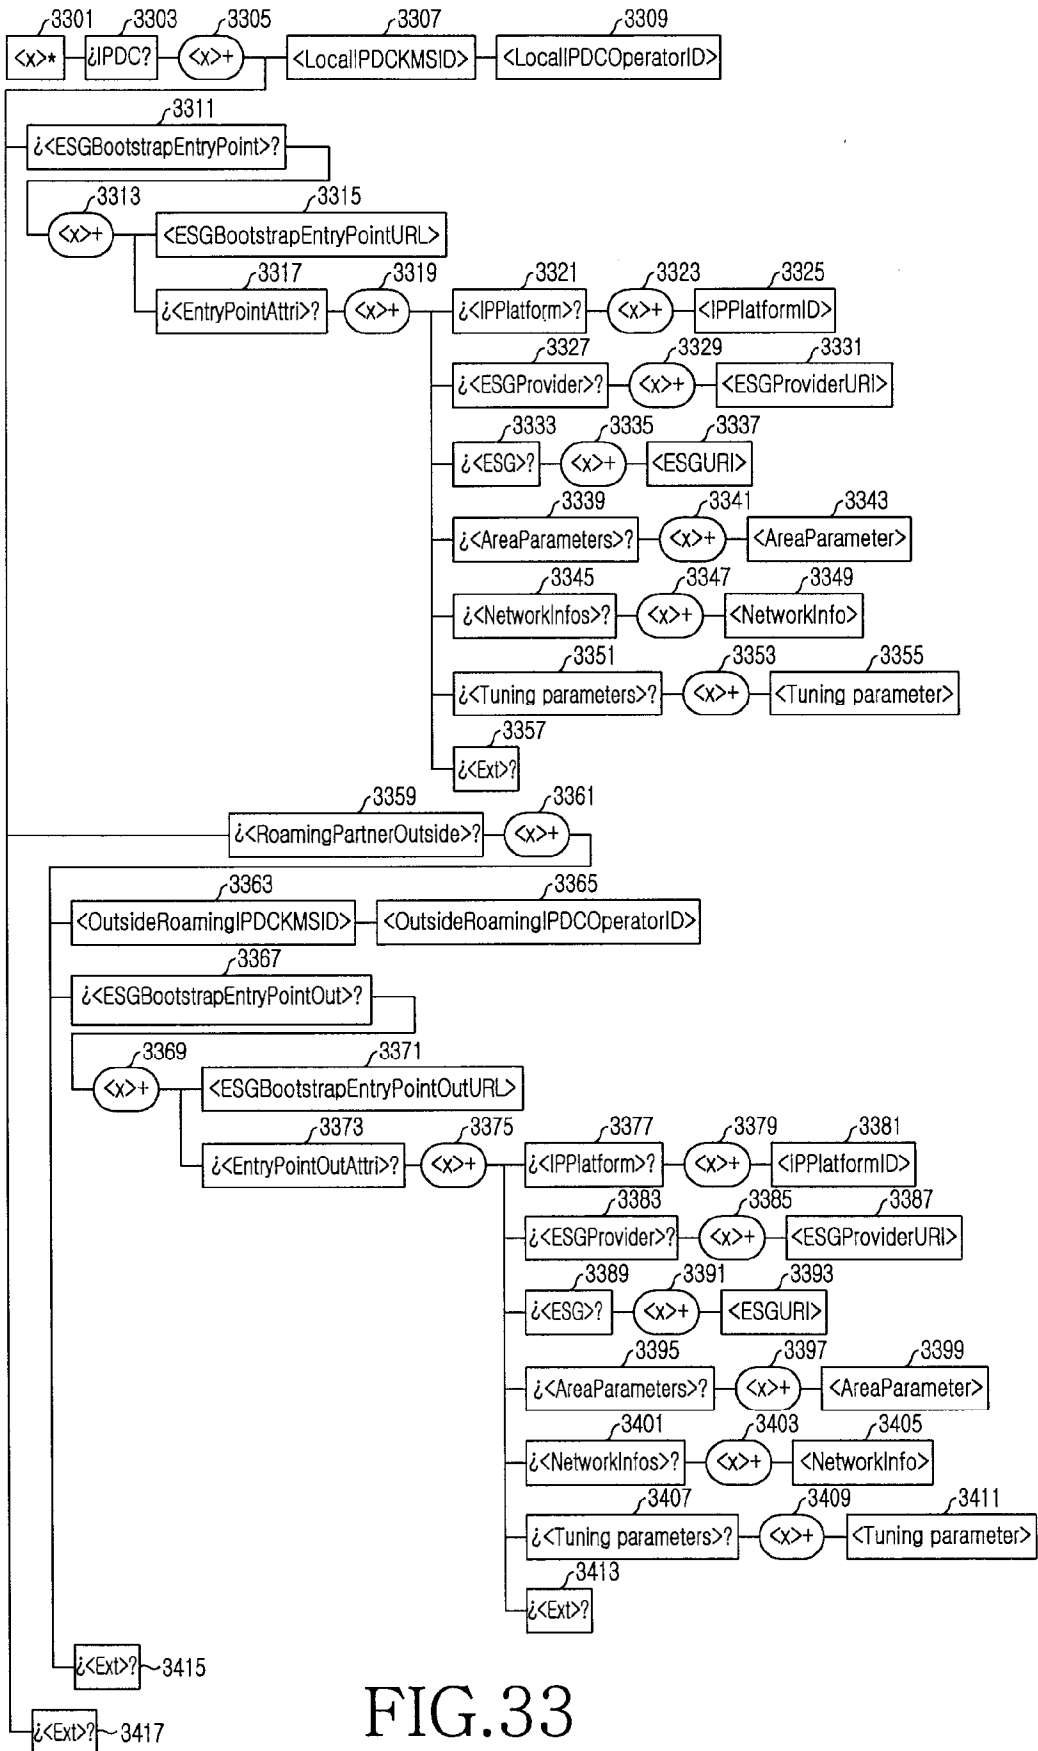 3301 3303 3305 3307 3309
<x>* ¿IPDC? <x>+ <LocalIPDCKMSID> <LocalIPDCOperatorID>
3311
¿<ESGBootstrapEntryPoint>?
3313 3315
<x>+ <ESGBootstrapEntryPointURL>
3317 3319 3321 3323 3325
¿<EntryPointAttri>? <x>+ ¿<IPPlatform>? <x>+ <IPPlatformID>
3327 3329 3331
¿<ESGProvider>? <x>+ <ESGProviderURI>
3333 3335 3337
¿<ESG>? <x>+ <ESGURI>
3339 3341 3343
¿<AreaParameters>? <x>+ <AreaParameter>
3345 3347 3349
¿<NetworkInfos>? <x>+ <NetworkInfo>
3351 3353 3355
¿<Tuning parameters>? <x>+ <Tuning parameter>
3357
¿<Ext>?
3359 3361
¿<RoamingPartnerOutside>? <x>+
3363 3365
<OutsideRoamingIPDCKMSID> <OutsideRoamingIPDCOperatorID>
3367
¿<ESGBootstrapEntryPointOut>?
3369 3371
<x>+ <ESGBootstrapEntryPointOutURL>
3373 3375 3377 3379 3381
¿<EntryPointOutAttri>? <x>+ ¿<IPPlatform>? <x>+ <IPPlatformID>
3383 3385 3387
¿<ESGProvider>? <x>+ <ESGProviderURI>
3389 3391 3393
¿<ESG>? <x>+ <ESGURI>
3395 3397 3399
¿<AreaParameters>? <x>+ <AreaParameter>
3401 3403 3405
¿<NetworkInfos>? <x>+ <NetworkInfo>
3407 3409 3411
¿<Tuning parameters>? <x>+ <Tuning parameter>
3413
¿<Ext>?
¿<Ext>? 3415
¿<Ext>? 3417
FIG.33